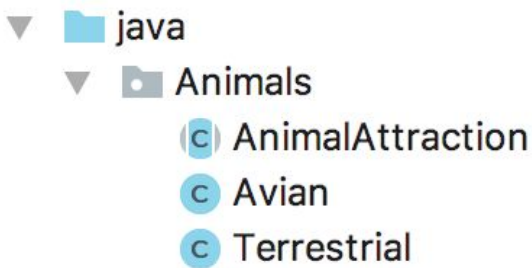 java
Animals
C AnimalAttraction
C Avian
C Terrestrial